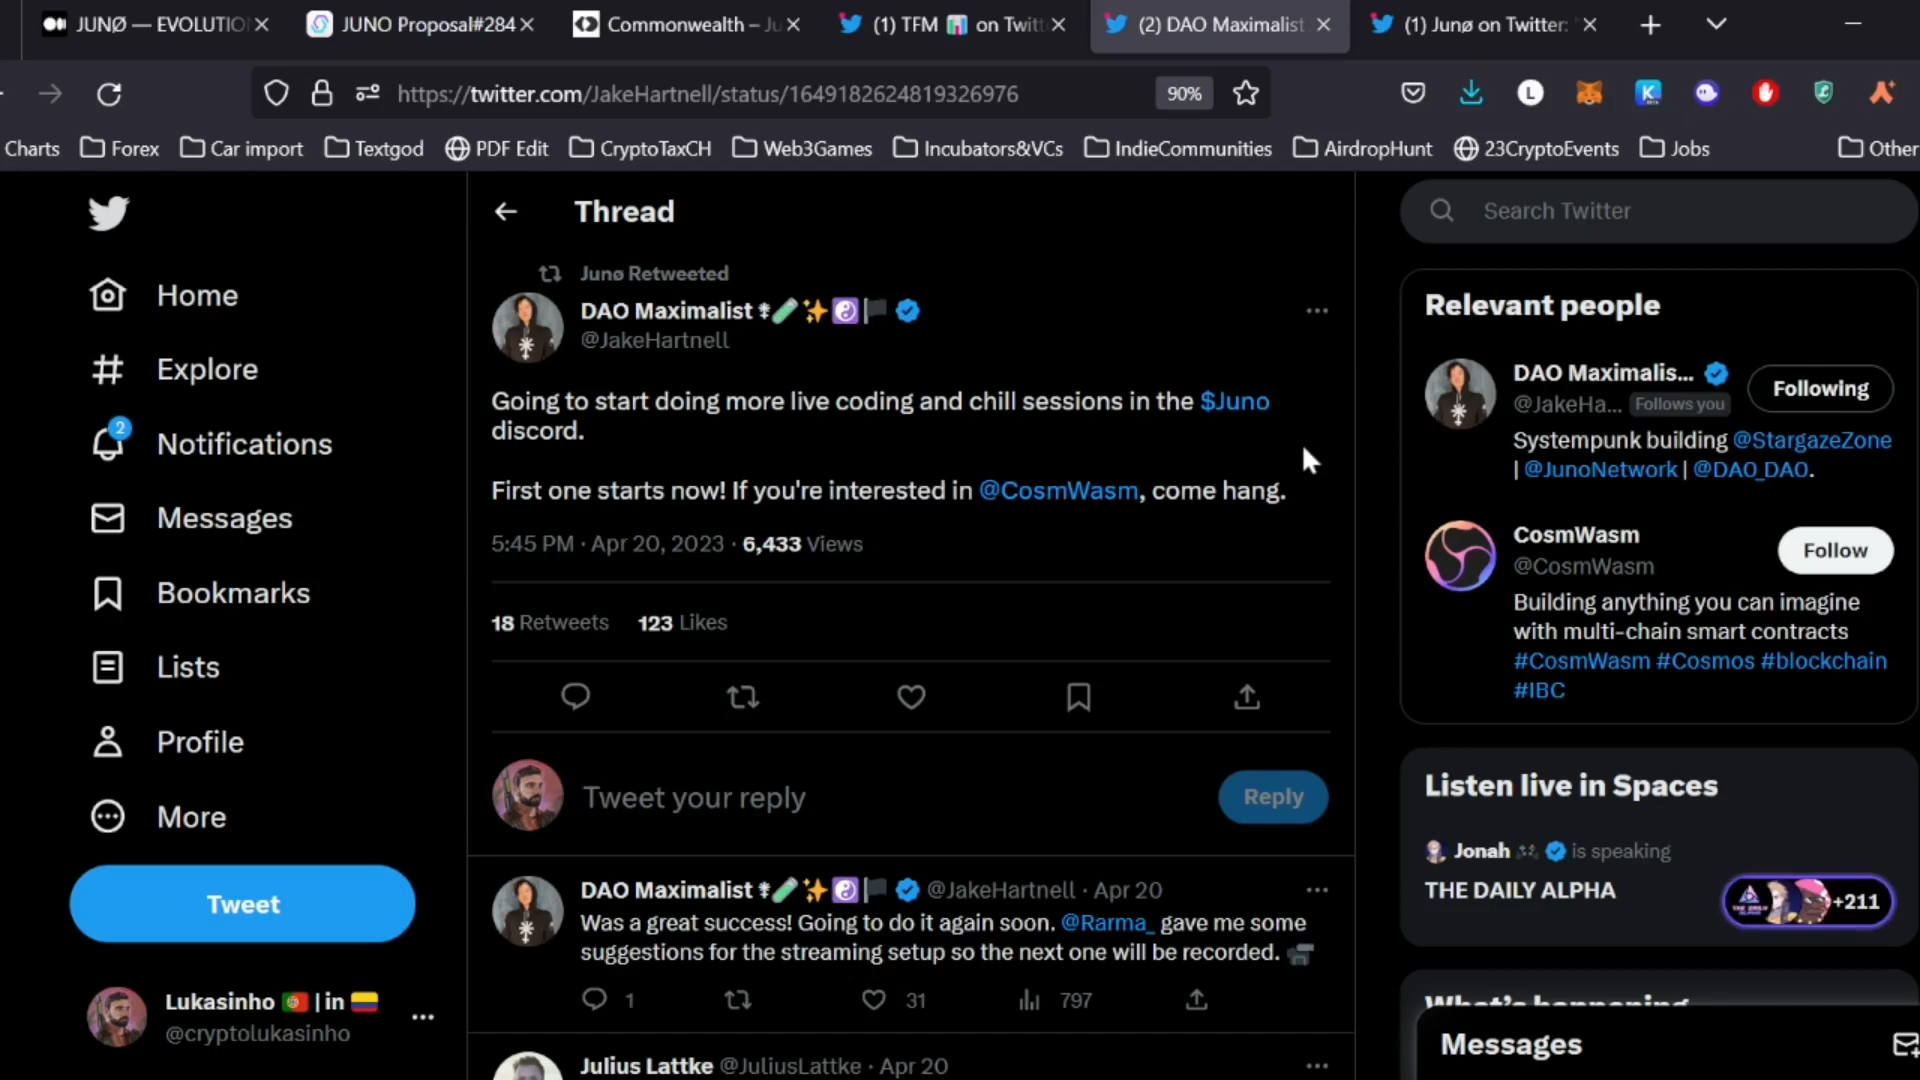 JUNØ — EVOLUTIO
JUNO Proposal#284
Commonwealth – Ju
(1) TFM on Twitt
(2) DAO Maximalist
(1) Junø on Twitter: "
https://twitter.com/JakeHartnell/status/1649182624819326976
90%
Charts
Forex
Car import
Textgod
PDF Edit
CryptoTaxCH
Web3Games
Incubators&VCs
IndieCommunities
AirdropHunt
23CryptoEvents
Jobs
Other
Home
Explore
2
Notifications
Messages
Bookmarks
Lists
Profile
More
Tweet
Lukasinho 🇵🇹 | in 🇨🇴
@cryptolukasinho
Thread
Junø Retweeted
DAO Maximalist
@JakeHartnell
Going to start doing more live coding and chill sessions in the $Juno
discord.
First one starts now! If you're interested in @CosmWasm, come hang.
5:45 PM · Apr 20, 2023 · 6,433 Views
18 Retweets 123 Likes
Tweet your reply
Reply
DAO Maximalist @JakeHartnell · Apr 20
Was a great success! Going to do it again soon. @Rarma_ gave me some
suggestions for the streaming setup so the next one will be recorded.
1 31 797
Julius Lattke @JuliusLattke · Apr 20
Search Twitter
Relevant people
DAO Maximalis...
@JakeHa... Follows you
Following
Systempunk building @StargazeZone
| @JunoNetwork | @DAO_DAO.
CosmWasm
@CosmWasm
Follow
Building anything you can imagine
with multi-chain smart contracts
#CosmWasm #Cosmos #blockchain
#IBC
Listen live in Spaces
Jonah is speaking
THE DAILY ALPHA
+211
What's happening
Messages